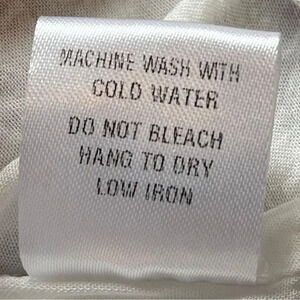 MACHINE WASH WITH
COLD WATER
DO NOT BLEACH
HANG TO DRY
LOW IRON